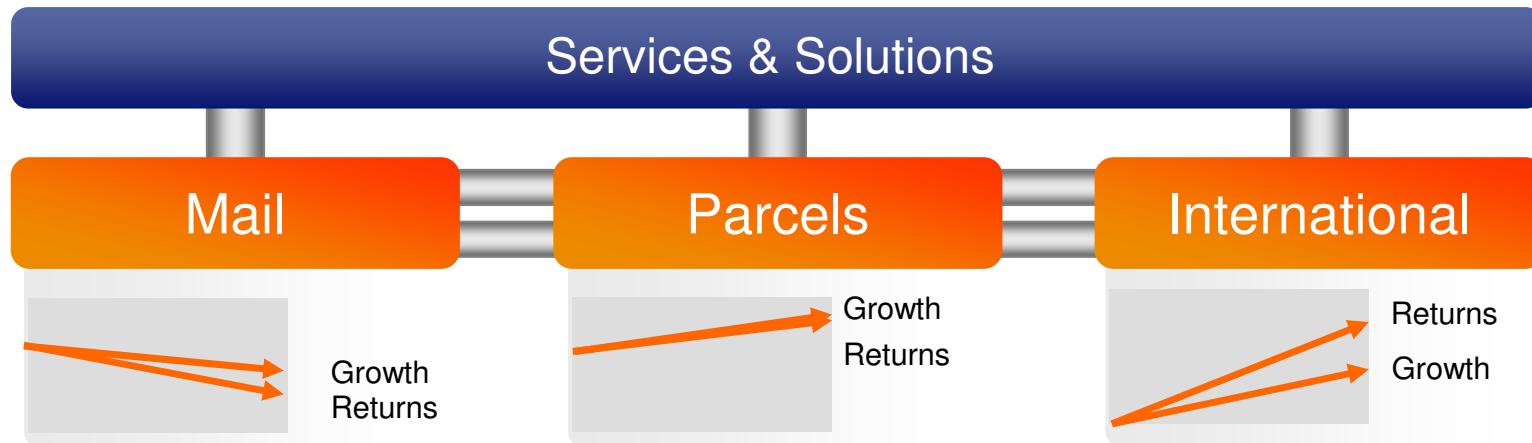 Services & Solutions
Mail
Parcels
International
Growth
Returns
Growth
Returns
Returns
Growth